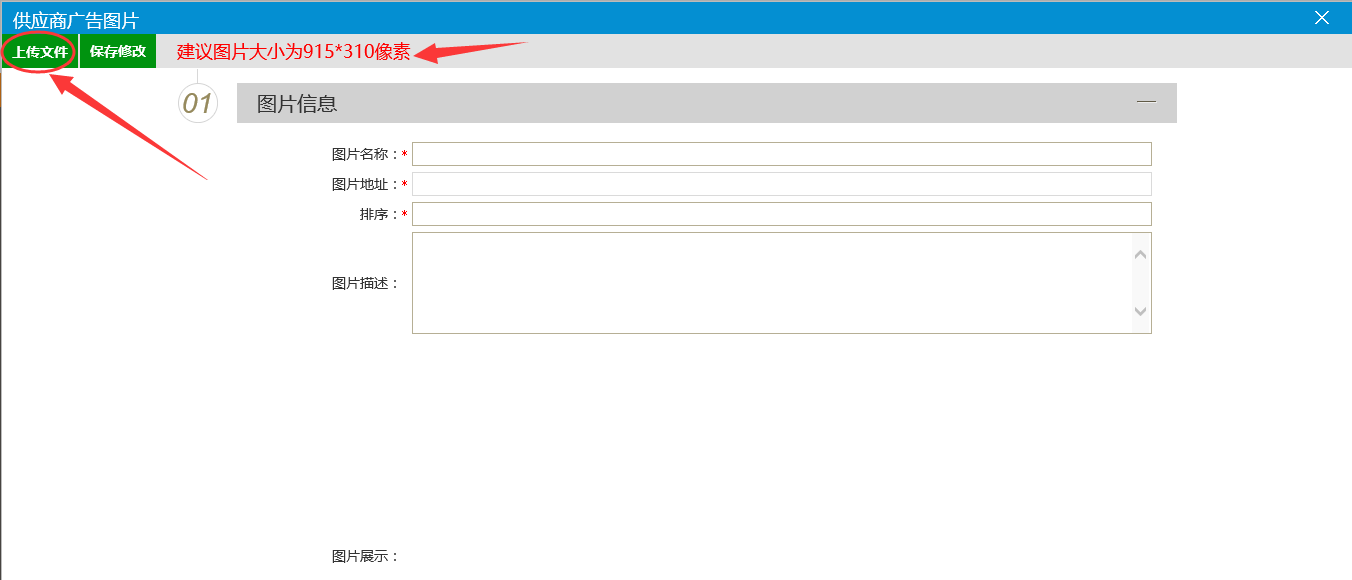 供应商广告图片
上传文件 保存修改 建议图片大小为915*310像素
01 图片信息
图片名称：*
图片地址：*
排序：*
图片描述：
图片展示：